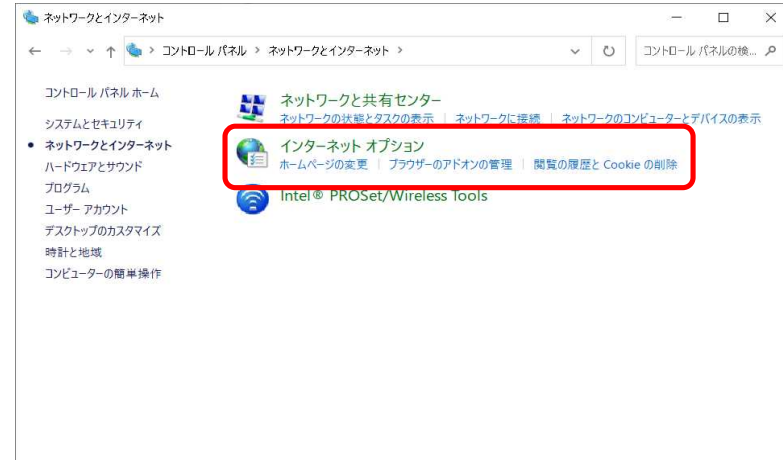 ネットワークとインターネット
コントロール パネル > ネットワークとインターネット >
コントロール パネルの検...
コントロール パネル ホーム
システムとセキュリティ
ネットワークとインターネット
ハードウェアとサウンド
プログラム
ユーザー アカウント
デスクトップのカスタマイズ
時計と地域
コンピューターの簡単操作
ネットワークと共有センター
ネットワークの状態とタスクの表示 | ネットワークに接続 | ネットワークのコンピューターとデバイスの表示
インターネット オプション
ホームページの変更 | ブラウザーのアドオンの管理 | 閲覧の履歴と Cookie の削除
Intel® PROSet/Wireless Tools